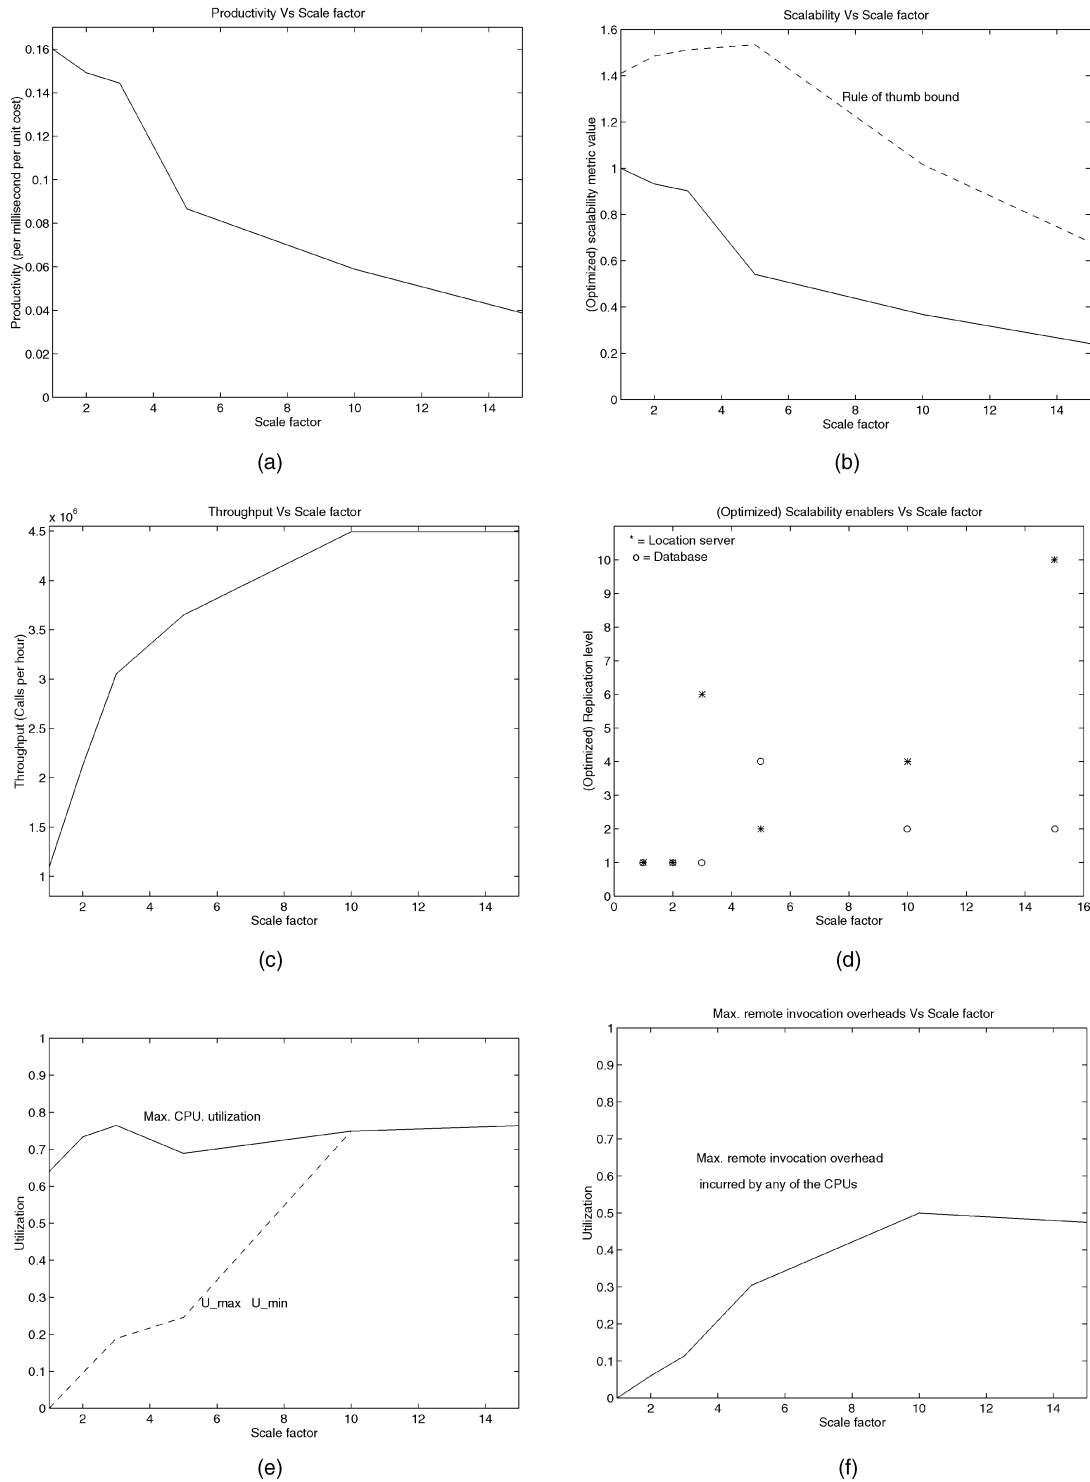 Productivity Vs Scale factor
0.16
0.14
0.12
0.1
0.08
0.06
0.04
0.02
0
Productivity (per millisecond per unit cost)
2 4 6 8 10 12 14
Scale factor
(a)
Scalability Vs Scale factor
1.6
1.4
1.2
1
0.8
0.6
0.4
0.2
0
(Optimized) scalability metric value
Rule of thumb bound
2 4 6 8 10 12 14
Scale factor
(b)
Throughput Vs Scale factor
x 10^6
4.5
4
3.5
3
2.5
2
1.5
1
Throughput (Calls per hour)
2 4 6 8 10 12 14
Scale factor
(c)
(Optimized) Scalability enablers Vs Scale factor
* = Location server
o = Database
10
9
8
7
6
5
4
3
2
1
0
(Optimized) Replication level
0 2 4 6 8 10 12 14 16
Scale factor
(d)
1
0.9
0.8
0.7
0.6
0.5
0.4
0.3
0.2
0.1
0
Utilization
Max. CPU. utilization
U_max U_min
2 4 6 8 10 12 14
Scale factor
(e)
Max. remote invocation overheads Vs Scale factor
1
0.9
0.8
0.7
0.6
0.5
0.4
0.3
0.2
0.1
0
Utilization
Max. remote invocation overhead
incurred by any of the CPUs
2 4 6 8 10 12 14
Scale factor
(f)